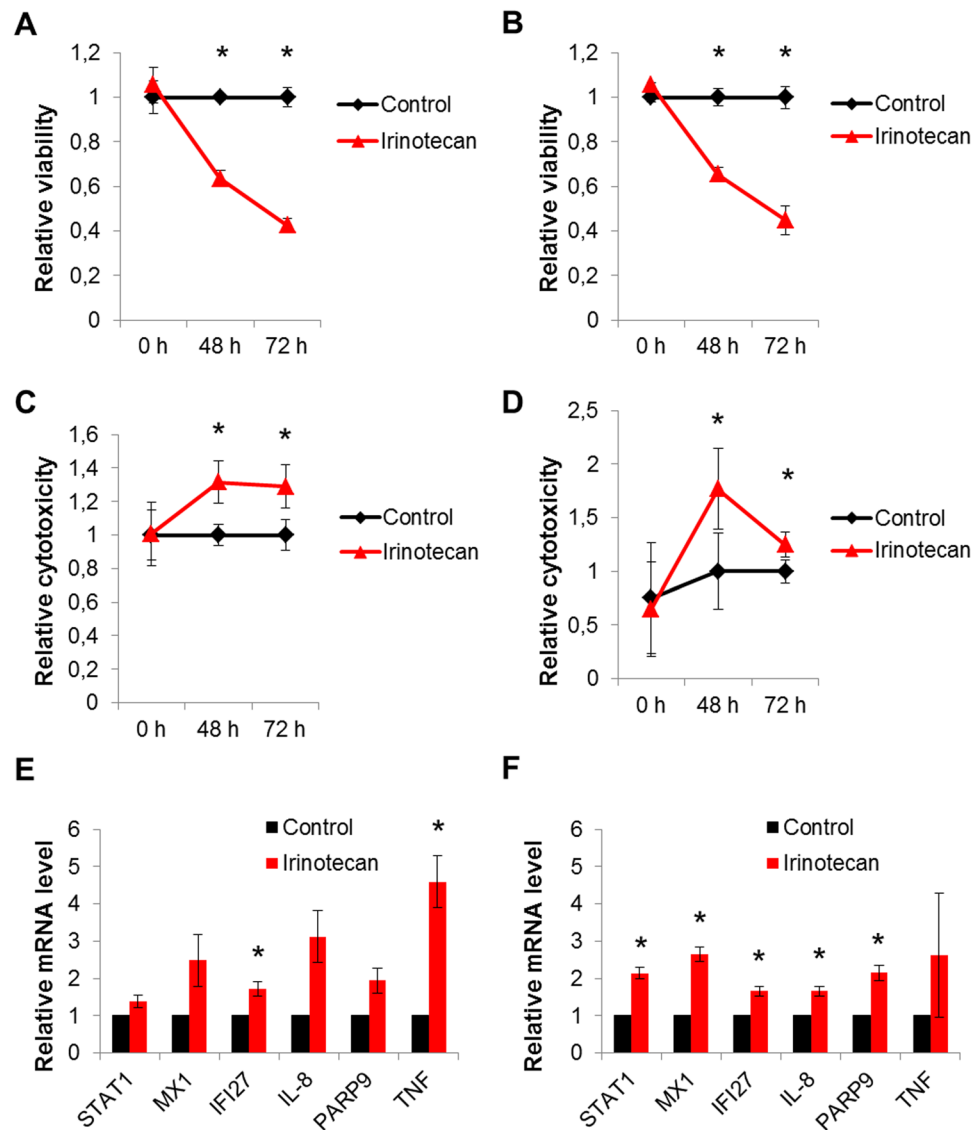 A
Relative viability
1,2
1
0,8
0,6
0,4
0,2
0
* *
Control
Irinotecan
0 h 48 h 72 h
B
Relative viability
1,2
1
0,8
0,6
0,4
0,2
0
* *
Control
Irinotecan
0 h 48 h 72 h
C
Relative cytotoxicity
1,6
1,4
1,2
1
0,8
0,6
0,4
0,2
0
* *
Control
Irinotecan
0 h 48 h 72 h
D
Relative cytotoxicity
2,5
2
1,5
1
0,5
0
*
*
Control
Irinotecan
0 h 48 h 72 h
E
Relative mRNA level
6
5
4
3
2
1
0
Control
Irinotecan
*
*
STAT1 MX1 IFI27 IL-8 PARP9 TNF
F
Relative mRNA level
6
5
4
3
2
1
0
Control
Irinotecan
* * * * *
STAT1 MX1 IFI27 IL-8 PARP9 TNF